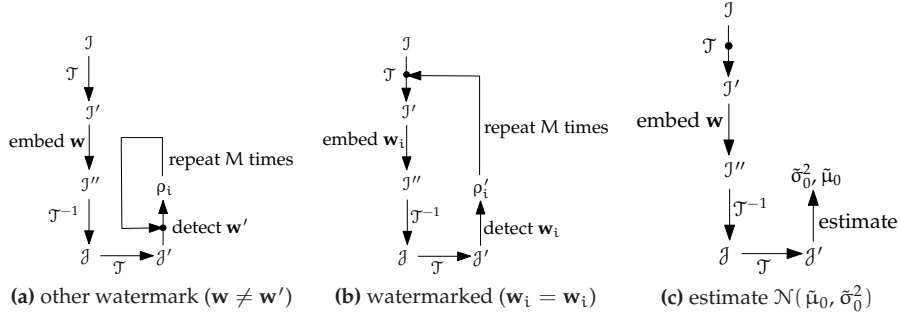 ℐ
𝒯
ℐ′
embed w
ℐ″
𝒯⁻¹
𝒥
𝒯
𝒥′
detect w′
ρᵢ
repeat M times
(a) other watermark (w ≠ w′)
ℐ
𝒯
ℐ′
embed wᵢ
ℐ″
𝒯⁻¹
𝒥
𝒯
𝒥′
detect wᵢ
ρ′ᵢ
repeat M times
(b) watermarked (wᵢ = wᵢ)
ℐ
𝒯
ℐ′
embed w
ℐ″
𝒯⁻¹
𝒥
𝒯
𝒥′
estimate
σ̃₀², μ̃₀
(c) estimate 𝒩(μ̃₀, σ̃₀²)